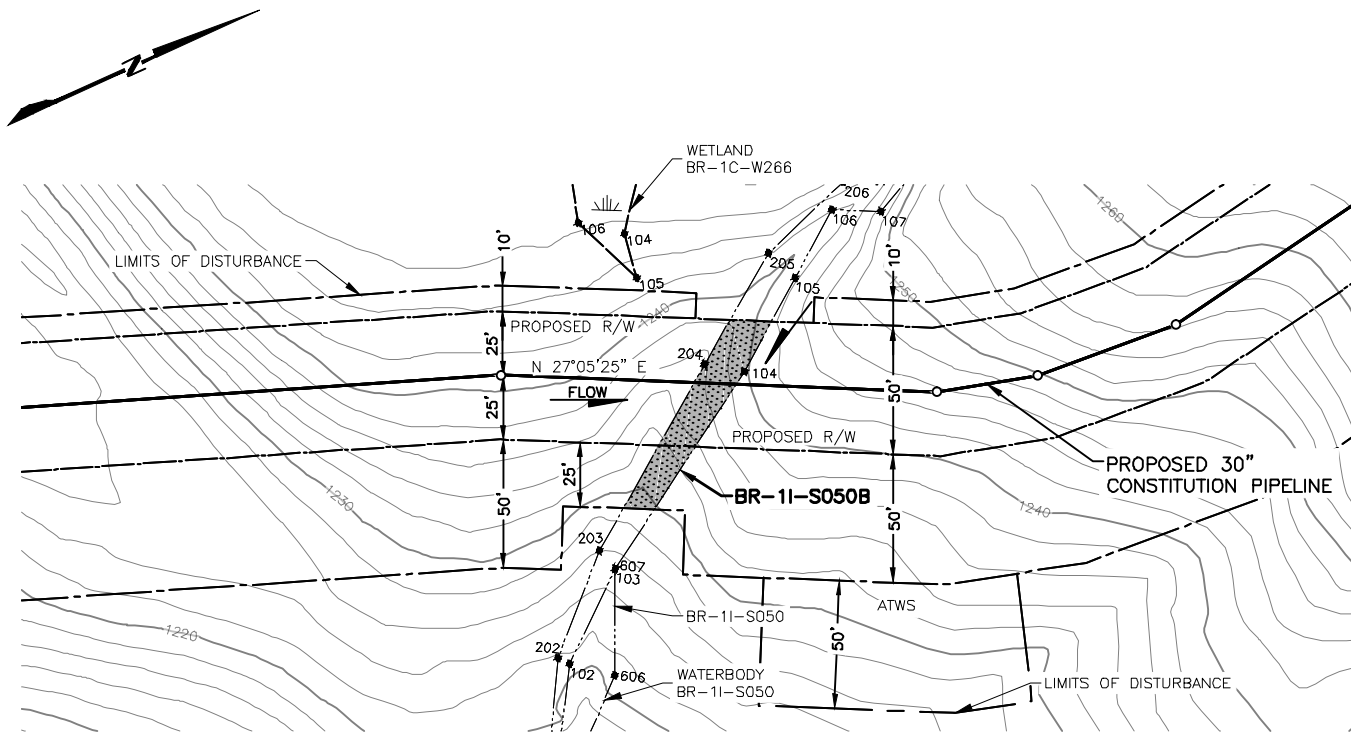 N
WETLAND
BR-1C-W266
206
106
107
1260
106
104
10'
LIMITS OF DISTURBANCE
205
10'
105
105
1250
1240
PROPOSED R/W
25'
204
N 27°05'25" E
104
FLOW
25'
50'
PROPOSED R/W
PROPOSED 30"
CONSTITUTION PIPELINE
25'
BR-1I-S050B
1230
50'
50'
1240
203
607
103
ATWS
BR-1I-S050
1220
50'
202
102
606
WATERBODY
BR-1I-S050
LIMITS OF DISTURBANCE